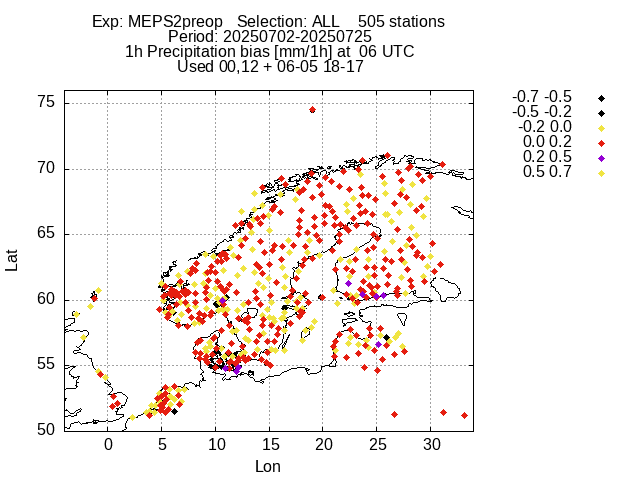 Exp: MEPS2preop   Selection: ALL    505 stations
Period: 20250702-20250725
1h Precipitation bias [mm/1h] at  06 UTC
Used 00,12 + 06-05 18-17
-0.7 -0.5
-0.5 -0.2
-0.2 0.0
0.0 0.2
0.2 0.5
0.5 0.7
75
70
65
60
55
50
Lat
0 5 10 15 20 25 30
Lon